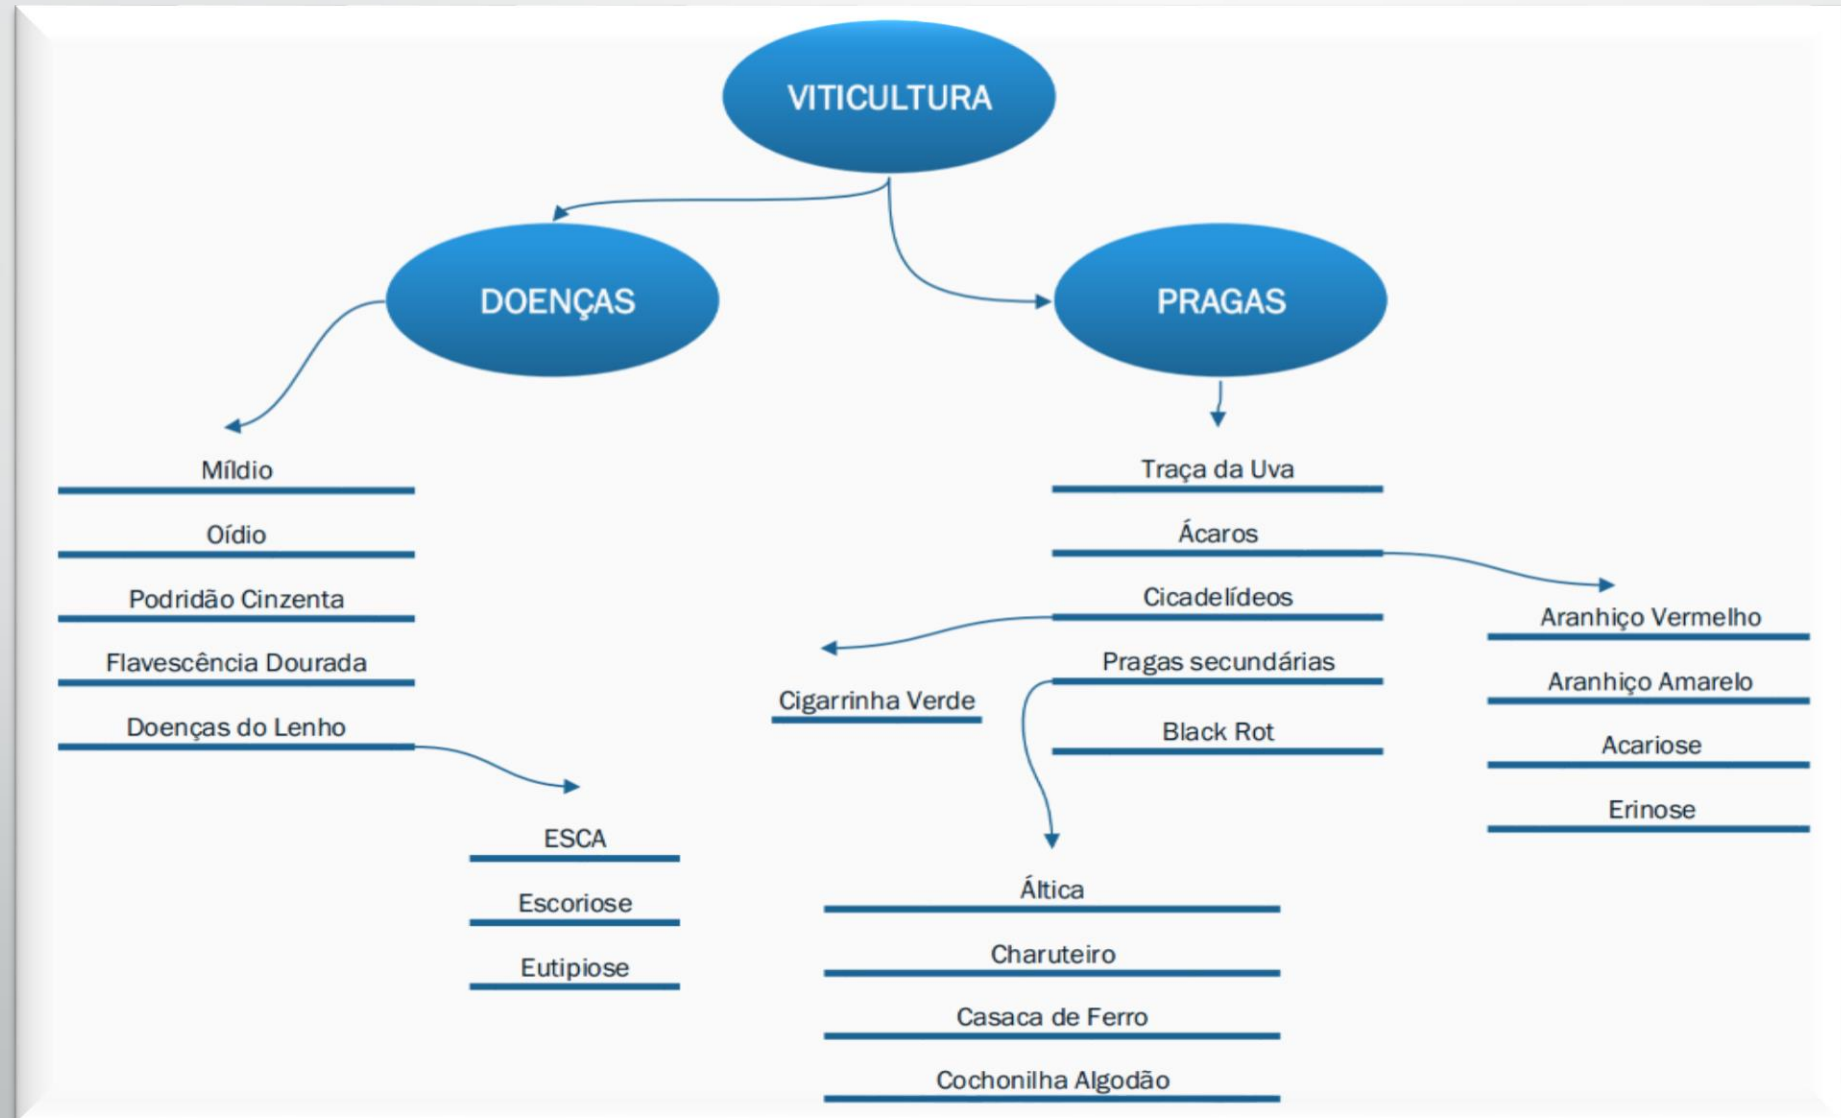 VITICULTURA
DOENÇAS
PRAGAS
Míldio
Oídio
Podridão Cinzenta
Flavescência Dourada
Doenças do Lenho
ESCA
Escoriose
Eutipiose
Traça da Uva
Ácaros
Cicadelídeos
Pragas secundárias
Black Rot
Cigarrinha Verde
Áltica
Charuteiro
Casaca de Ferro
Cochonilha Algodão
Aranhiço Vermelho
Aranhiço Amarelo
Acariose
Erinose